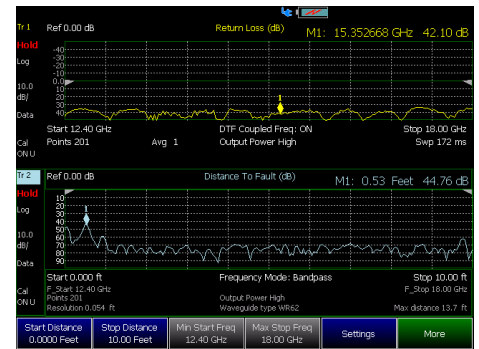 Tr 1 Ref 0.00 dB Return Loss (dB) M1: 15.352668 GHz 42.10 dB
Hold
Log
10.0
dB/
Data
Cal
ON U
-40
-30
-20
-10
0.0
10
20
30
40
1
Start 12.40 GHz DTF Coupled Freq: ON Stop 18.00 GHz
Points 201 Avg 1 Output Power High Swp 172 ms
Tr 2 Ref 0.00 dB Distance To Fault (dB) M1: 0.53 Feet 44.76 dB
Hold
Log
10.0
dB/
Data
Cal
ON U
10
20
30
40
50
60
70
80
90
1
Start 0.000 ft Frequency Mode: Bandpass Stop 10.00 ft
F_Start 12.40 GHz F_Stop 18.00 GHz
Points 201 Output Power High
Resolution 0.054 ft Waveguide type WR62 Max distance 13.7 ft
Start Distance Stop Distance Min Start Freq Max Stop Freq Settings More
0.0000 Feet 10.00 Feet 12.40 GHz 18.00 GHz